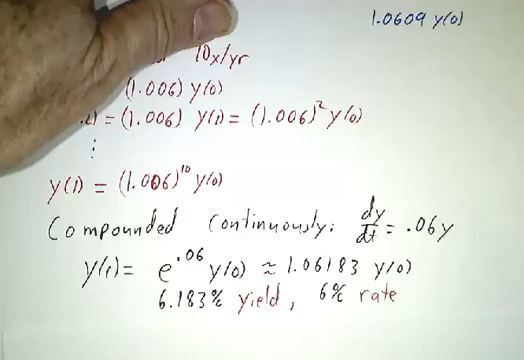 1.0609 y(0)
10x/yr
(1.006) y(0)
.2) = (1.006) y(.1) = (1.006)² y(0)
⋮
y(1) = (1.006)¹⁰ y(0)
Compounded Continuously: dy/dt = .06y
y(1) = e^.06 y(0) ≈ 1.06183 y(0)
6.183% yield, 6% rate